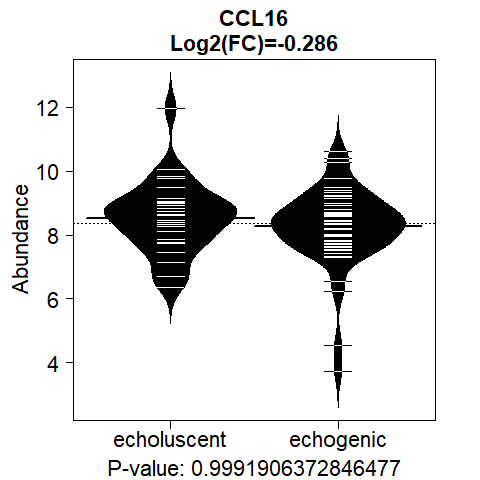 CCL16
Log2(FC)=-0.286
Abundance
12
10
8
6
4
echoluscent echogenic
P-value: 0.9991906372846477